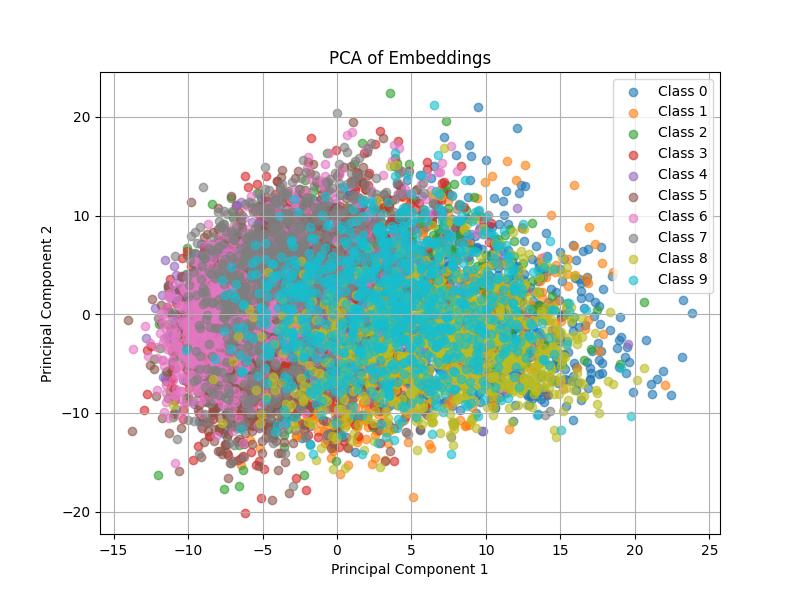 PCA of Embeddings
Class 0
Class 1
Class 2
Class 3
Class 4
Class 5
Class 6
Class 7
Class 8
Class 9
20
10
0
−10
−20
Principal Component 2
−15 −10 −5 0 5 10 15 20 25
Principal Component 1